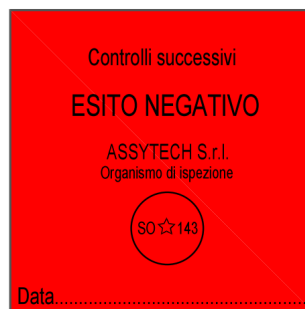 Controlli successivi
ESITO NEGATIVO
ASSYTECH S.r.l.
Organismo di ispezione
SO☆143
Data......................................................